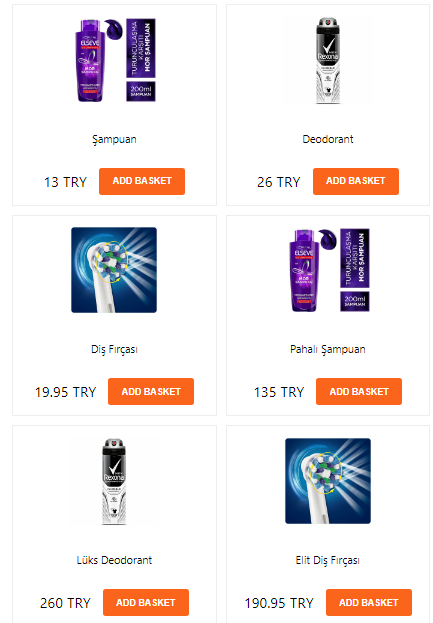 ELSEVE
TURUNCULAŞMA
KARŞITI
MOR ŞAMPUAN
MOR
200ml
ŞAMPUAN
Rexona
Şampuan
Deodorant
13 TRY
ADD BASKET
26 TRY
ADD BASKET
ELSEVE
TURUNCULAŞMA
KARŞITI
MOR ŞAMPUAN
MOR
200ml
ŞAMPUAN
Diş Fırçası
Pahalı Şampuan
19.95 TRY
ADD BASKET
135 TRY
ADD BASKET
Rexona
Lüks Deodorant
Elit Diş Fırçası
260 TRY
ADD BASKET
190.95 TRY
ADD BASKET